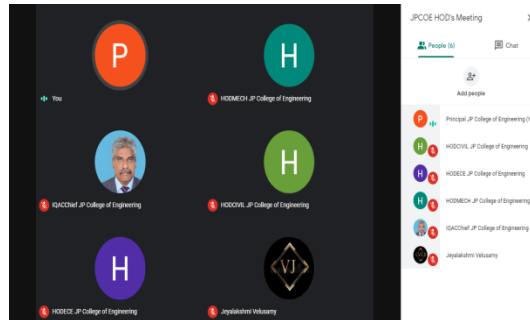 P
H
You
HODMECH JP College of Engineering
H
IQACChief JP College of Engineering
HODCIVIL JP College of Engineering
H
VJ
HODECE JP College of Engineering
Jeyalakshmi Velusamy
JPCOE HOD's Meeting
People (6)
Chat
Add people
P Principal JP College of Engineering (Y
H HODCIVIL JP College of Engineering
H HODECE JP College of Engineering
H HODMECH JP College of Engineering
IQACChief JP College of Engineering
Jeyalakshmi Velusamy